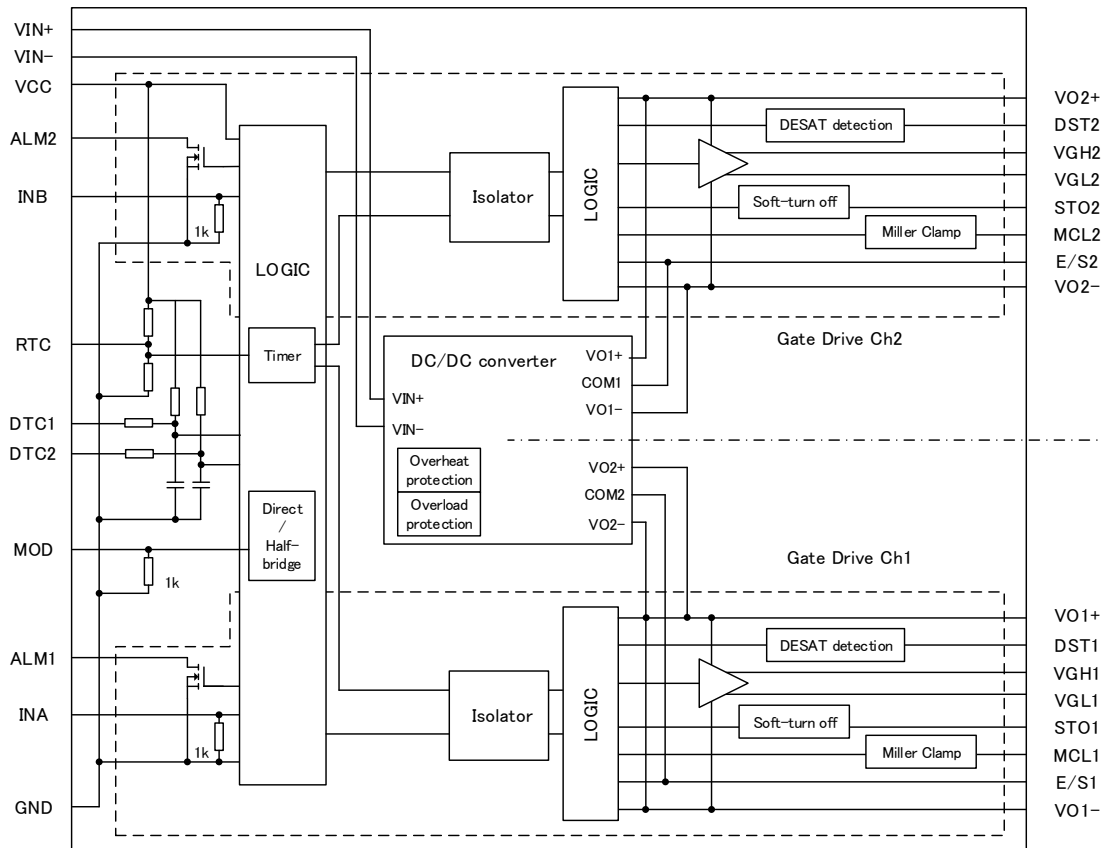 VIN+
VIN-
VCC
ALM2
INB
1k
RTC
DTC1
DTC2
MOD
1k
ALM1
INA
1k
GND
LOGIC
Timer
Direct
/
Half-
bridge
Isolator
LOGIC
DESAT detection
Soft-turn off
Miller Clamp
VO2+
DST2
VGH2
VGL2
STO2
MCL2
E/S2
VO2-
Gate Drive Ch2
DC/DC converter
VIN+
VIN-
VO1+
COM1
VO1-
Overheat
protection
Overload
protection
VO2+
COM2
VO2-
Gate Drive Ch1
Isolator
LOGIC
DESAT detection
Soft-turn off
Miller Clamp
VO1+
DST1
VGH1
VGL1
STO1
MCL1
E/S1
VO1-